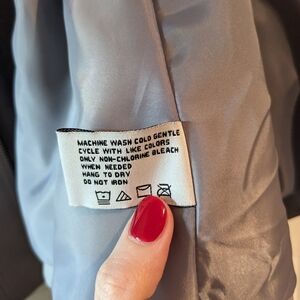 MACHINE WASH COLD GENTLE
CYCLE WITH LIKE COLORS
ONLY NON-CHLORINE BLEACH
WHEN NEEDED
HANG TO DRY
DO NOT IRON